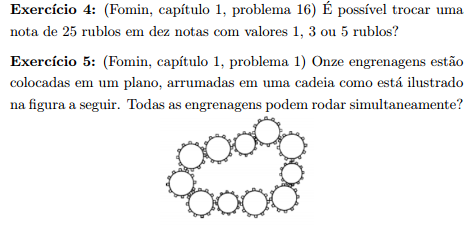 Exercício 4: (Fomin, capítulo 1, problema 16) É possível trocar uma
nota de 25 rublos em dez notas com valores 1, 3 ou 5 rublos?
Exercício 5: (Fomin, capítulo 1, problema 1) Onze engrenagens estão
colocadas em um plano, arrumadas em uma cadeia como está ilustrado
na figura a seguir. Todas as engrenagens podem rodar simultaneamente?